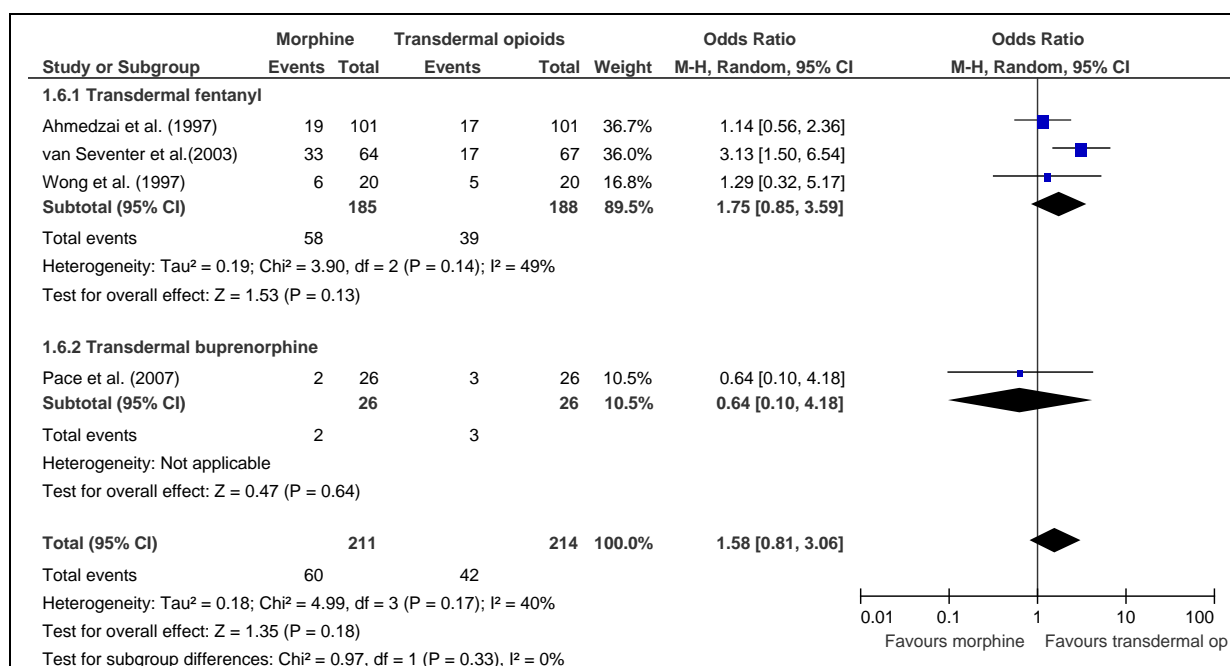 Morphine Transdermal opioids Odds Ratio Odds Ratio
Study or Subgroup Events Total Events Total Weight M-H, Random, 95% CI M-H, Random, 95% CI
1.6.1 Transdermal fentanyl
Ahmedzai et al. (1997) 19 101 17 101 36.7% 1.14 [0.56, 2.36]
van Seventer et al.(2003) 33 64 17 67 36.0% 3.13 [1.50, 6.54]
Wong et al. (1997) 6 20 5 20 16.8% 1.29 [0.32, 5.17]
Subtotal (95% CI) 185 188 89.5% 1.75 [0.85, 3.59]
Total events 58 39
Heterogeneity: Tau² = 0.19; Chi² = 3.90, df = 2 (P = 0.14); I² = 49%
Test for overall effect: Z = 1.53 (P = 0.13)
1.6.2 Transdermal buprenorphine
Pace et al. (2007) 2 26 3 26 10.5% 0.64 [0.10, 4.18]
Subtotal (95% CI) 26 26 10.5% 0.64 [0.10, 4.18]
Total events 2 3
Heterogeneity: Not applicable
Test for overall effect: Z = 0.47 (P = 0.64)
Total (95% CI) 211 214 100.0% 1.58 [0.81, 3.06]
Total events 60 42
Heterogeneity: Tau² = 0.18; Chi² = 4.99, df = 3 (P = 0.17); I² = 40%
Test for overall effect: Z = 1.35 (P = 0.18)
Test for subgroup differences: Chi² = 0.97, df = 1 (P = 0.33), I² = 0%
0.01 0.1 1 10 100
Favours morphine Favours transdermal op